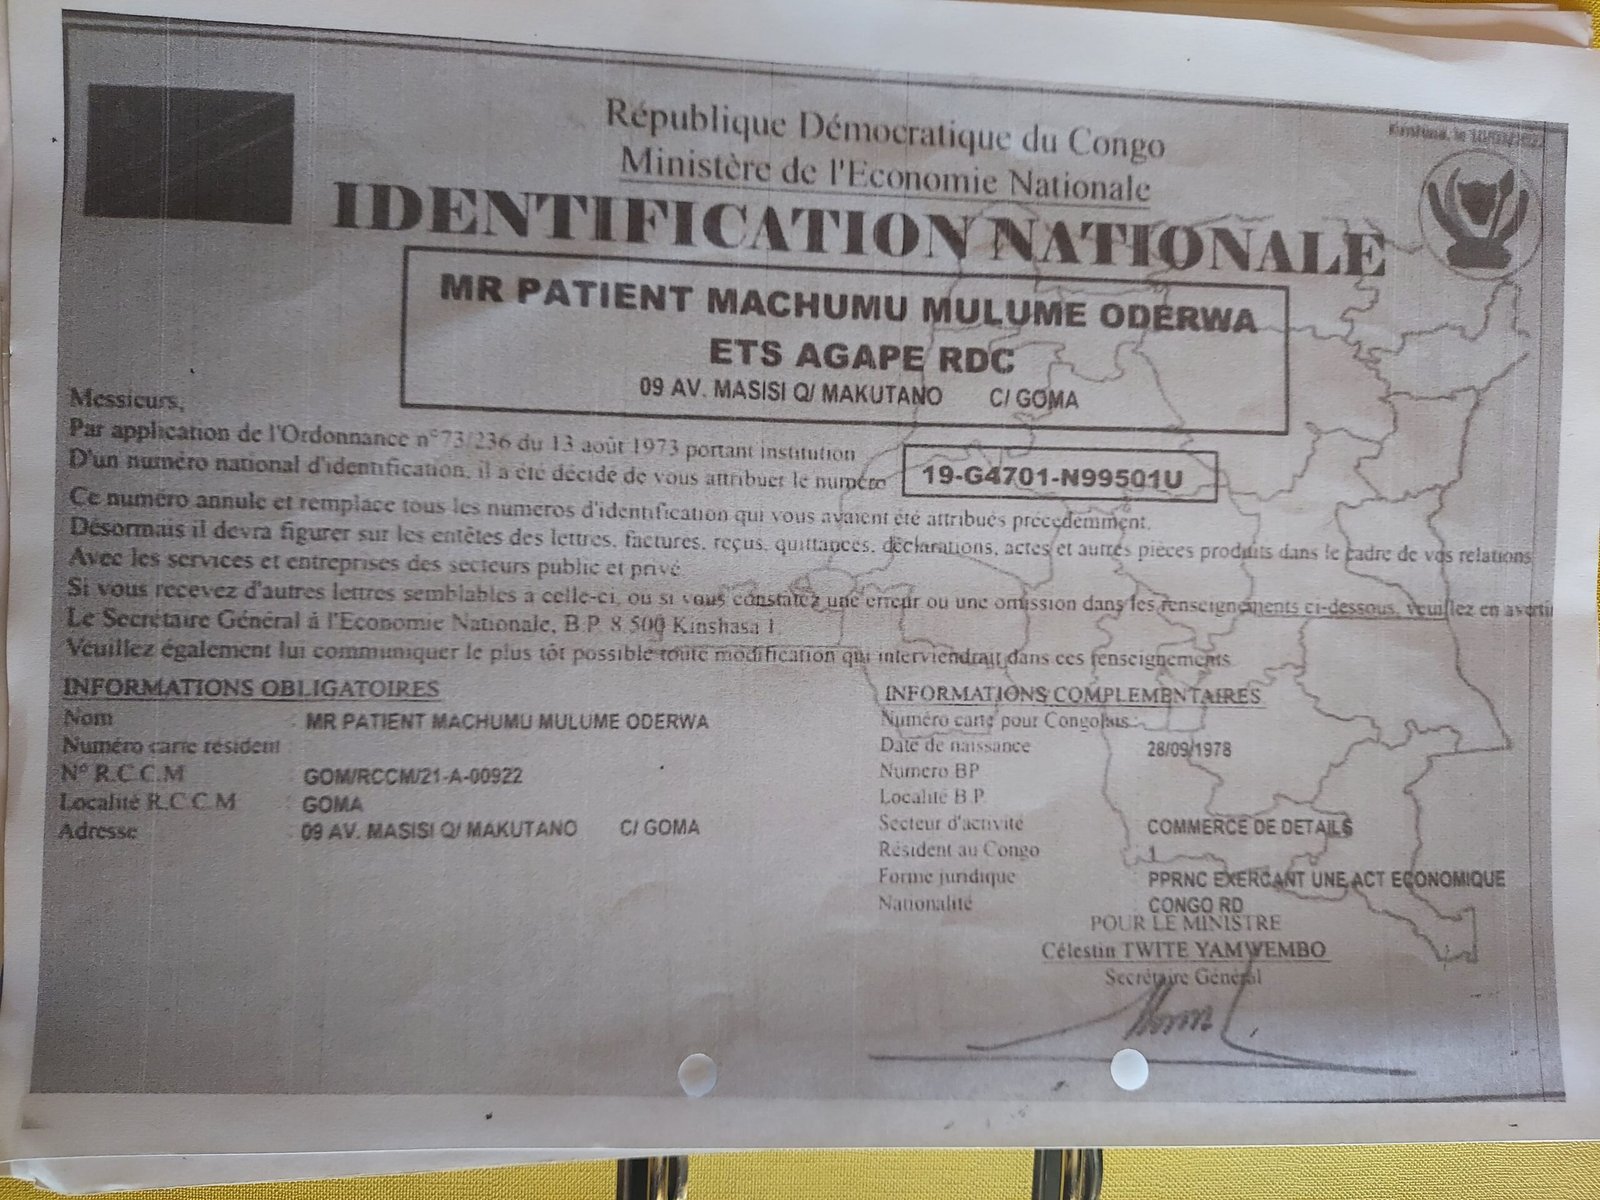 République Démocratique du Congo
Ministère de l'Economie Nationale
IDENTIFICATION NATIONALE
MR PATIENT MACHUMU MULUME ODERWA
ETS AGAPE RDC
09 AV. MASISI Q/ MAKUTANO C/ GOMA
Messieurs,
Par application de l'Ordonnance n°73/236 du 13 août 1973 portant institution
D'un numéro national d'identification, il a été décidé de vous attribuer le numéro 19-G4701-N99501U
Ce numéro annule et remplace tous les numeros d'identification qui vous avaient été attribués précédemment.
Désormais il devra figurer sur les entêtes des lettres, factures, reçus, quittances, déclarations, actes et autres pièces produits dans le cadre de vos relations
Avec les services et entreprises des secteurs public et privé
Si vous recevez d'autres lettres semblables à celle-ci, ou si vous constatez une erreur ou une omission dans les renseignements ci-dessous, veuillez en avertir
Le Secrétaire Général à l'Economie Nationale, B.P. 8.500 Kinshasa 1
Veuillez également lui communiquer le plus tôt possible toute modification qui interviendrait dans ces renseignements
INFORMATIONS OBLIGATOIRES
Nom : MR PATIENT MACHUMU MULUME ODERWA
Numéro carte résident :
N° R.C.C.M : GOM/RCCM/21-A-00922
Localité R.C.C.M : GOMA
Adresse : 09 AV. MASISI Q/ MAKUTANO C/ GOMA
INFORMATIONS COMPLEMENTAIRES
Numéro carte pour Congolais :
Date de naissance 28/09/1978
Numero BP
Localité B.P.
Secteur d'activité COMMERCE DE DETAILS
Résident au Congo 1
Forme juridique PPRNC EXERCANT UNE ACT ECONOMIQUE
Nationalité CONGO RD
POUR LE MINISTRE
Célestin TWITE YAMWEMBO
Secrétaire Général